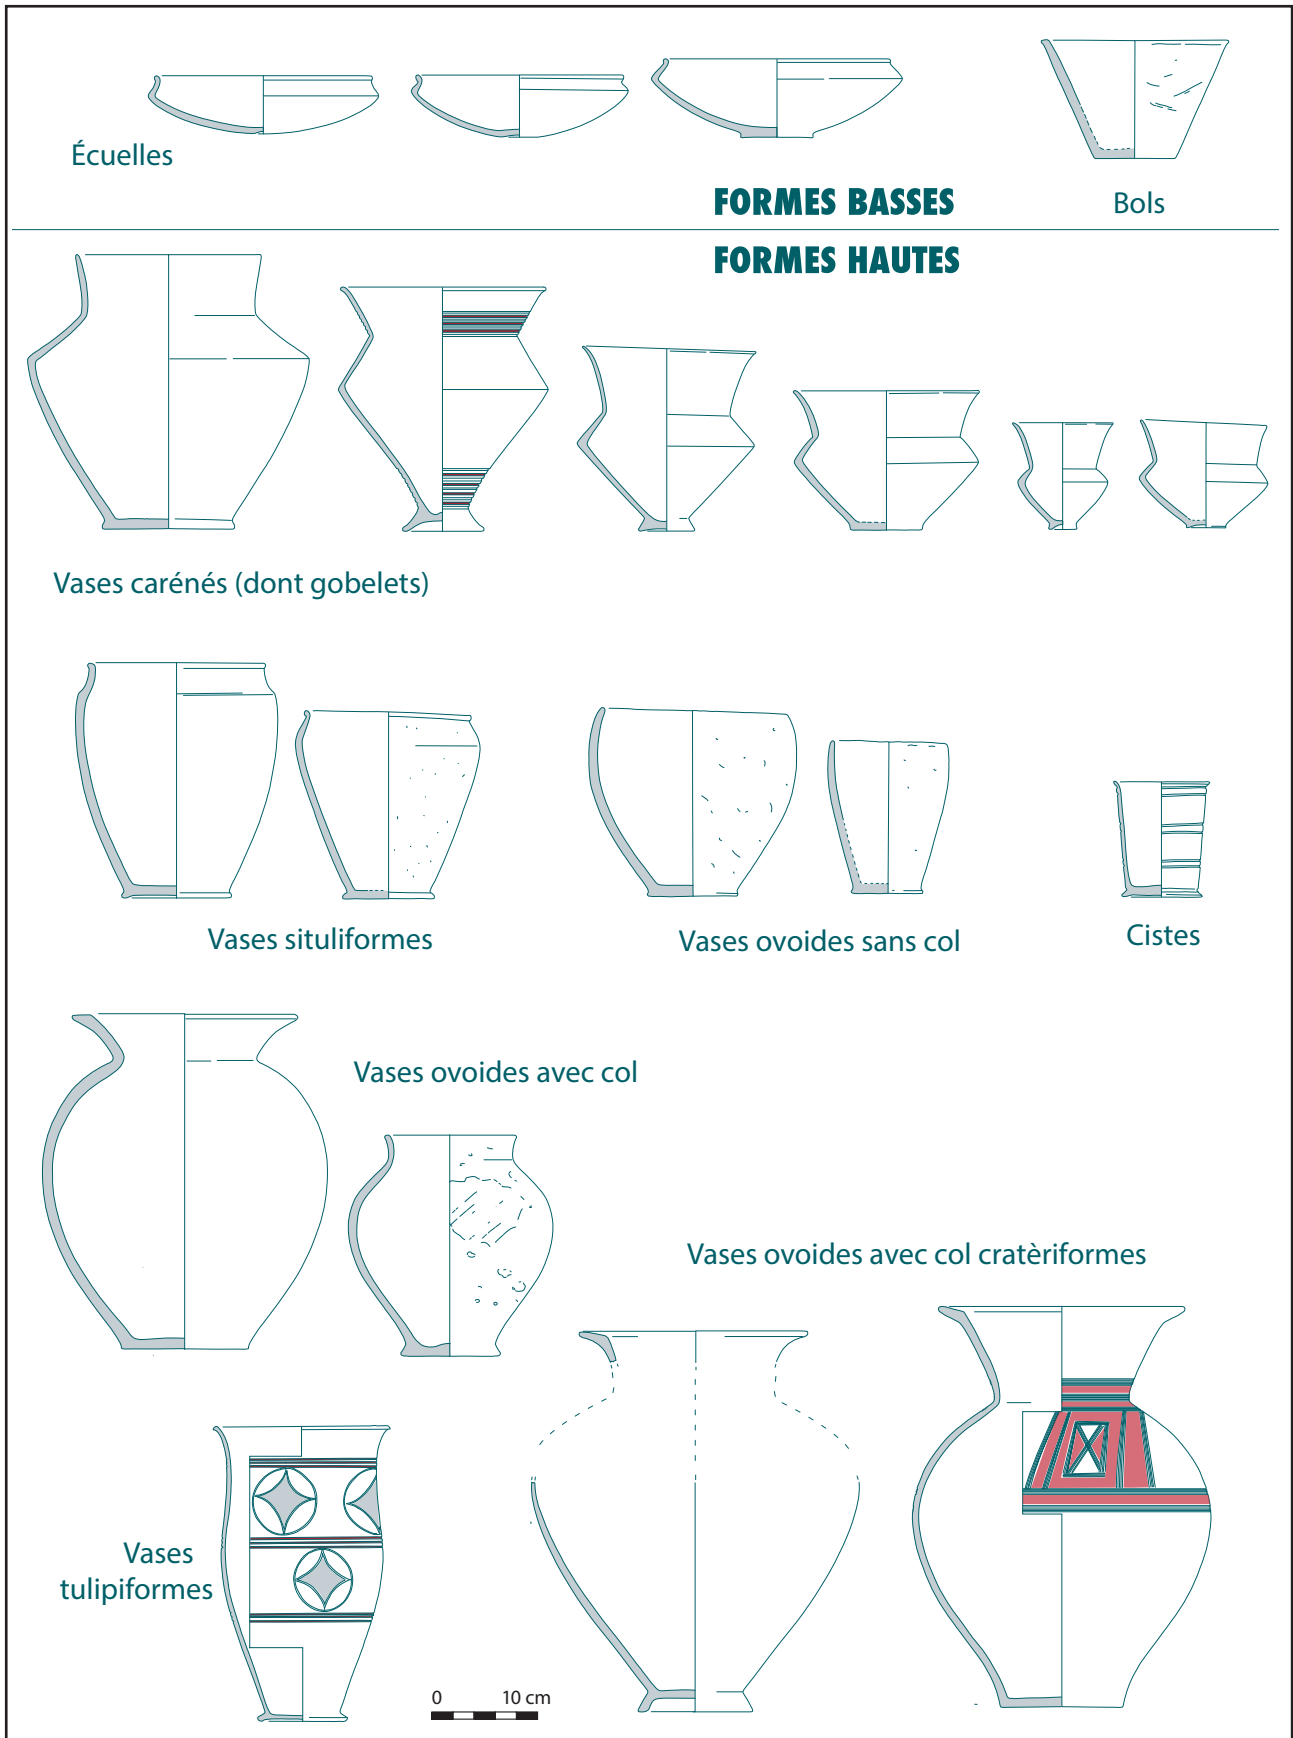 Écuelles
FORMES BASSES
Bols
FORMES HAUTES
Vases carénés (dont gobelets)
Vases situliformes
Vases ovoides sans col
Cistes
Vases ovoides avec col
Vases ovoides avec col cratèriformes
Vases
tulipiformes
0 10 cm